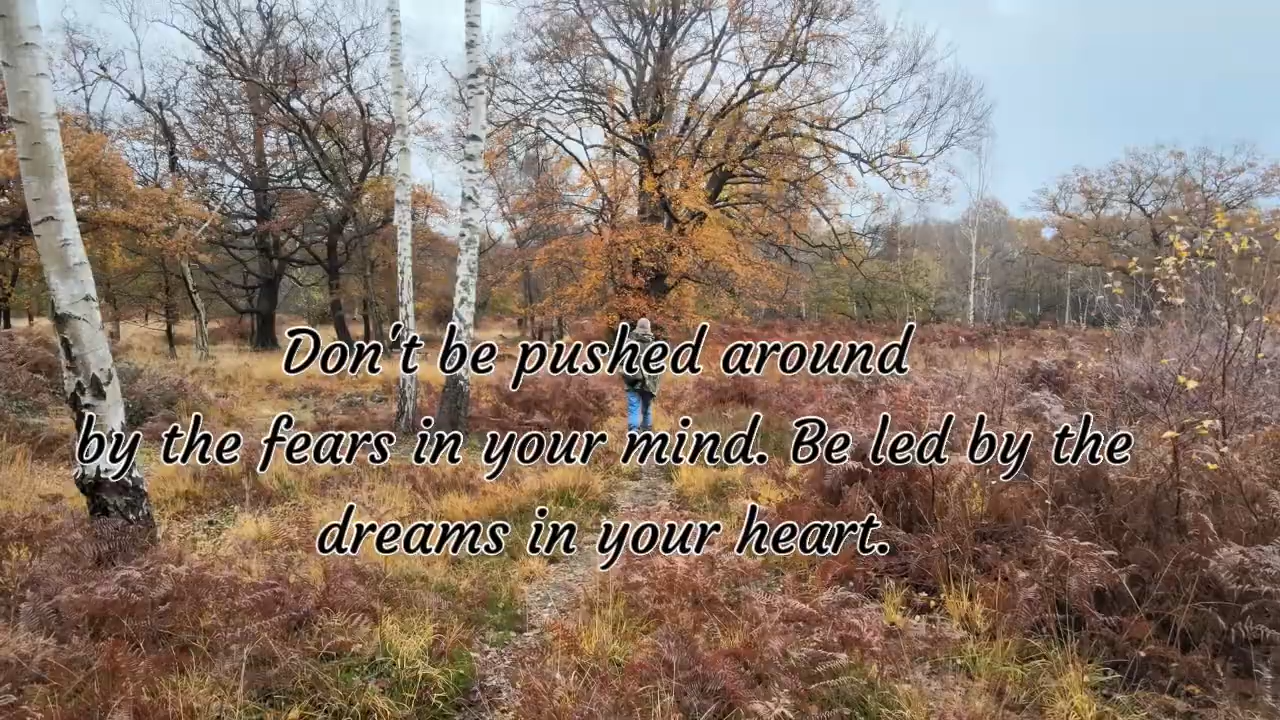 Don't be pushed around
by the fears in your mind. Be led by the
dreams in your heart.